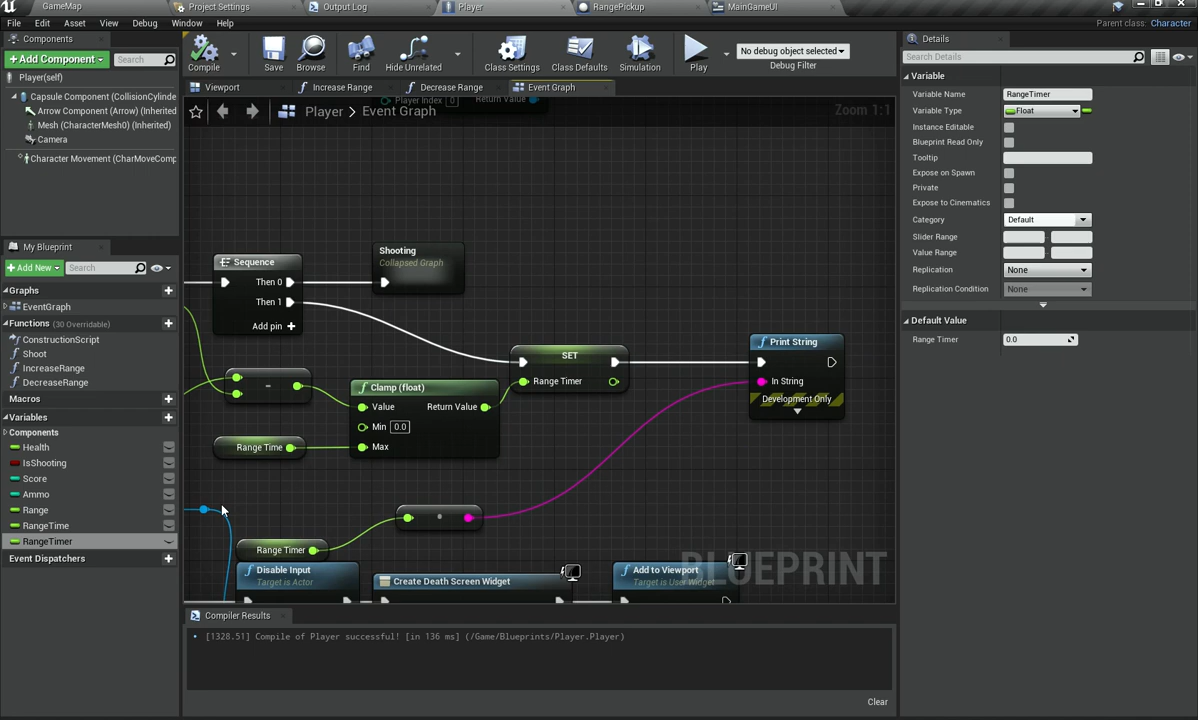 GameMap
Project Settings
Output Log
Player
RangePickup
MainGameUI
File Edit Asset View Debug Window Help
Parent class: Character
Components
+ Add Component
Search
Player(self)
Capsule Component (CollisionCylinde
Arrow Component (Arrow) (Inherited
Mesh (CharacterMesh0) (Inherited)
Camera
Character Movement (CharMoveComp
Compile
Save
Browse
Find
Hide Unrelated
Class Settings
Class Defaults
Simulation
Play
No debug object selected
Debug Filter
Viewport
Increase Range
Decrease Range
Event Graph
Player Index 0
Return Value
Player > Event Graph
Zoom 1:1
Sequence
Then 0
Then 1
Add pin +
Shooting
Collapsed Graph
SET
Range Timer
Print String
In String
Development Only
-
Clamp (float)
Value
Return Value
Min 0.0
Max
Range Time
Range Timer
Disable Input
Target is Actor
Create Death Screen Widget
Add to Viewport
Target is User Widget
BLUEPRINT
My Blueprint
+ Add New
Search
Graphs
EventGraph
Functions (30 Overridable)
ConstructionScript
Shoot
IncreaseRange
DecreaseRange
Macros
Variables
Components
Health
IsShooting
Score
Ammo
Range
RangeTime
RangeTimer
Event Dispatchers
Compiler Results
[1328.51] Compile of Player successful! [in 136 ms] (/Game/Blueprints/Player.Player)
Clear
Details
Search Details
Variable
Variable Name RangeTimer
Variable Type Float
Instance Editable
Blueprint Read Only
Tooltip
Expose on Spawn
Private
Expose to Cinematics
Category Default
Slider Range
Value Range
Replication None
Replication Condition None
Default Value
Range Timer 0.0